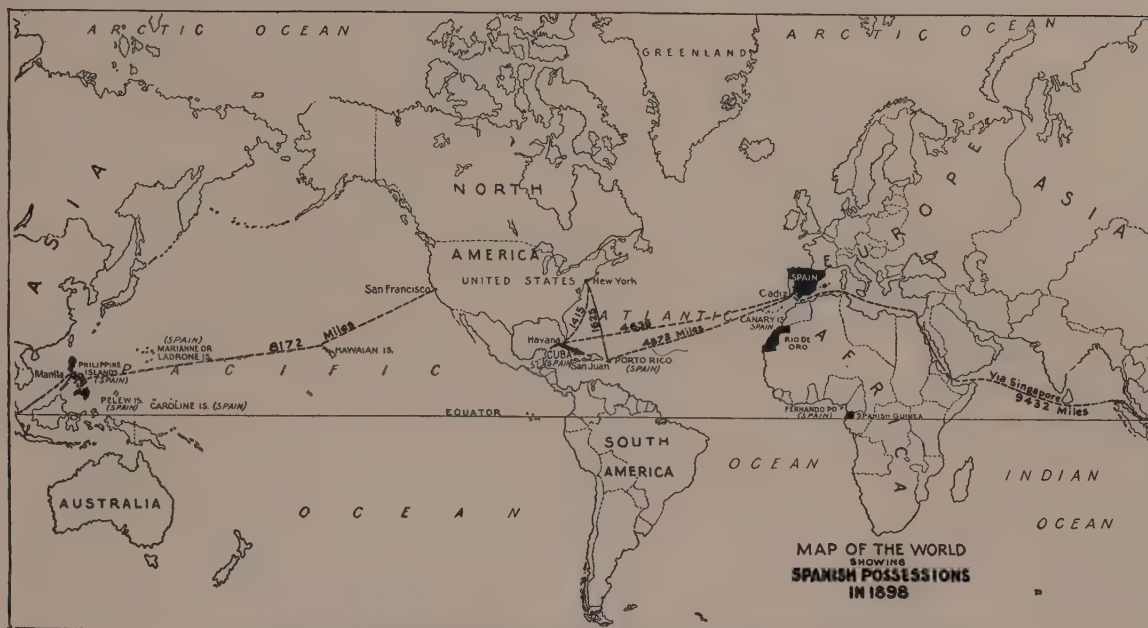 ARCTIC OCEAN
ARCTIC OCEAN
GREENLAND
ASIA
NORTH
AMERICA
UNITED STATES
New York
San Francisco
EUROPE
ASIA
SPAIN
Cadiz
ATLANTIC
1415
1625
4673 Miles
CANARY IS.
SPAIN
RIO DE
ORO
AFRICA
Havana
CUBA
(SPAIN)
San Juan
PORTO RICO
(SPAIN)
8172 Miles
HAWAIAN IS.
(SPAIN)
MARIANNE OR
LADRONE IS.
PHILIPPINE
ISLANDS
(SPAIN)
Manila
PACIFIC
PELEW IS.
(SPAIN)
CAROLINE IS. (SPAIN)
Via Singapore
9432 Miles
EQUATOR
FERNANDO PO
(SPAIN)
SPANISH GUINEA
SOUTH
AMERICA
OCEAN
INDIAN
OCEAN
AUSTRALIA
OCEAN
MAP OF THE WORLD
SHOWING
SPANISH POSSESSIONS
IN 1898